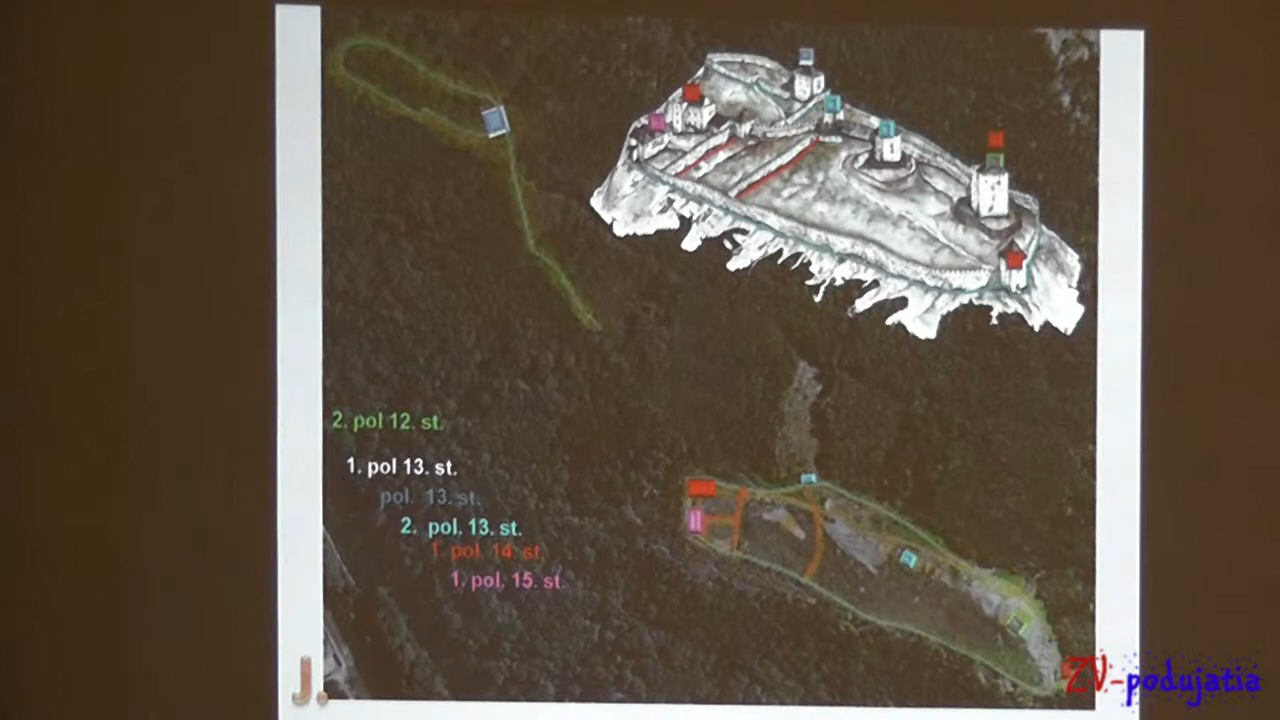 2. pol 12. st.
1. pol 13. st.
pol. 13. st.
2. pol. 13. st.
1. pol. 14. st.
1. pol. 15. st.
J.
ZV-podujatia